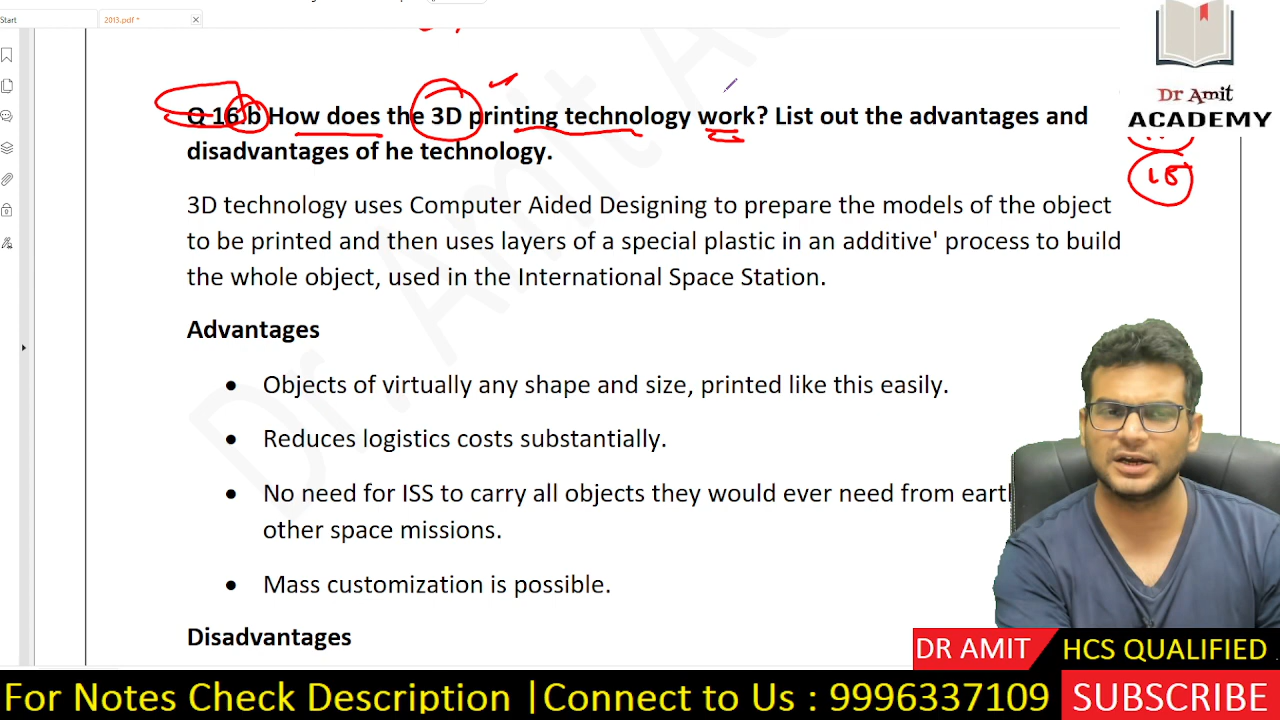 Start
2013.pdf *
Dr Amit
ACADEMY
Q 16.b How does the 3D printing technology work? List out the advantages and
disadvantages of he technology.
18
3D technology uses Computer Aided Designing to prepare the models of the object
to be printed and then uses layers of a special plastic in an additive' process to build
the whole object, used in the International Space Station.
Advantages
• Objects of virtually any shape and size, printed like this easily.
• Reduces logistics costs substantially.
• No need for ISS to carry all objects they would ever need from earth
other space missions.
• Mass customization is possible.
Disadvantages
DR AMIT HCS QUALIFIED
For Notes Check Description |Connect to Us : 9996337109 SUBSCRIBE
Dr. Amit A